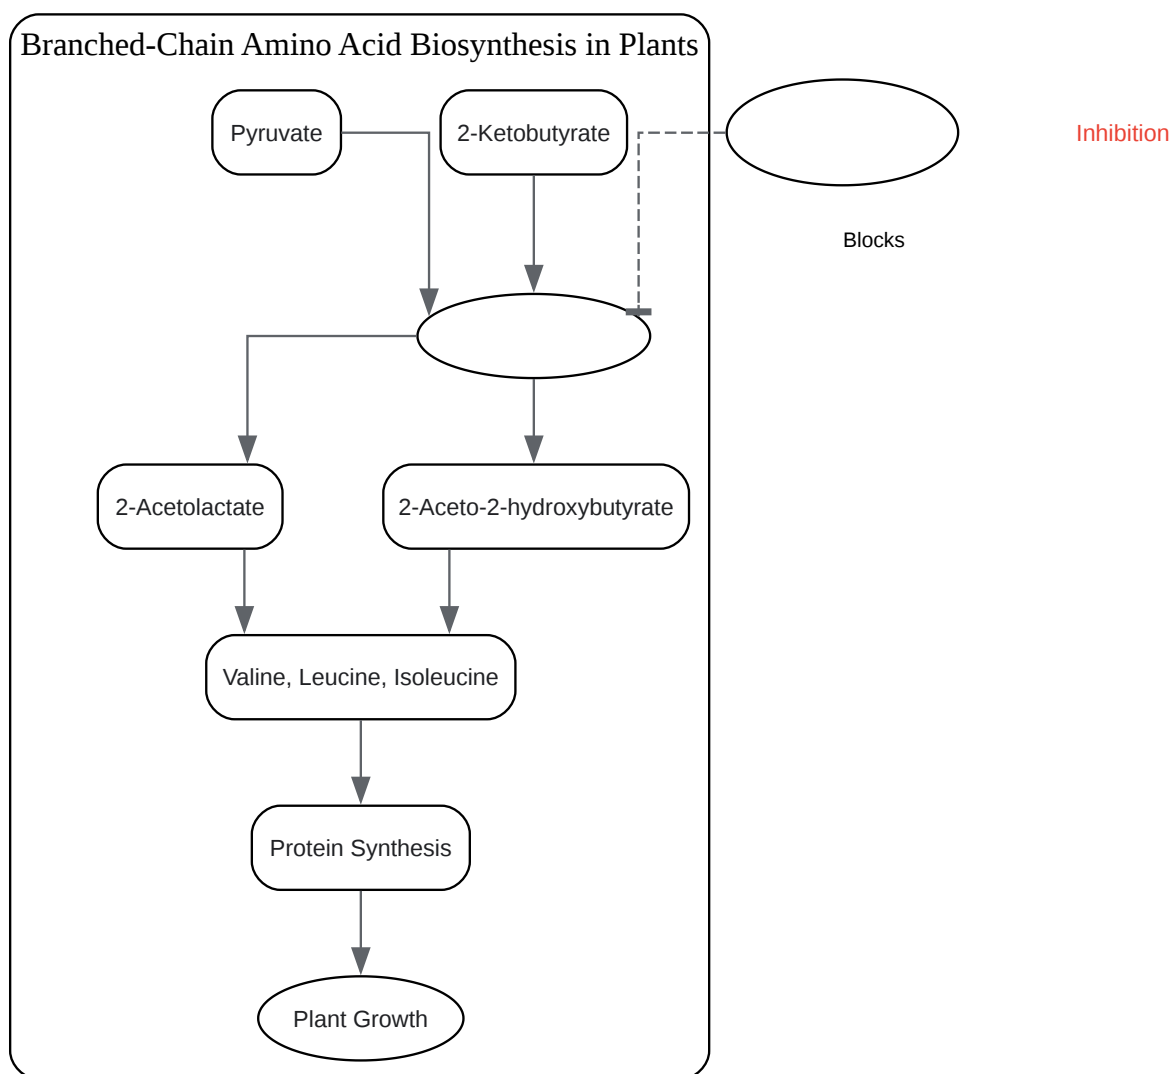 Branched-Chain Amino Acid Biosynthesis in Plants
Pyruvate
2-Ketobutyrate
Inhibition
Blocks
2-Acetolactate
2-Aceto-2-hydroxybutyrate
Valine, Leucine, Isoleucine
Protein Synthesis
Plant Growth